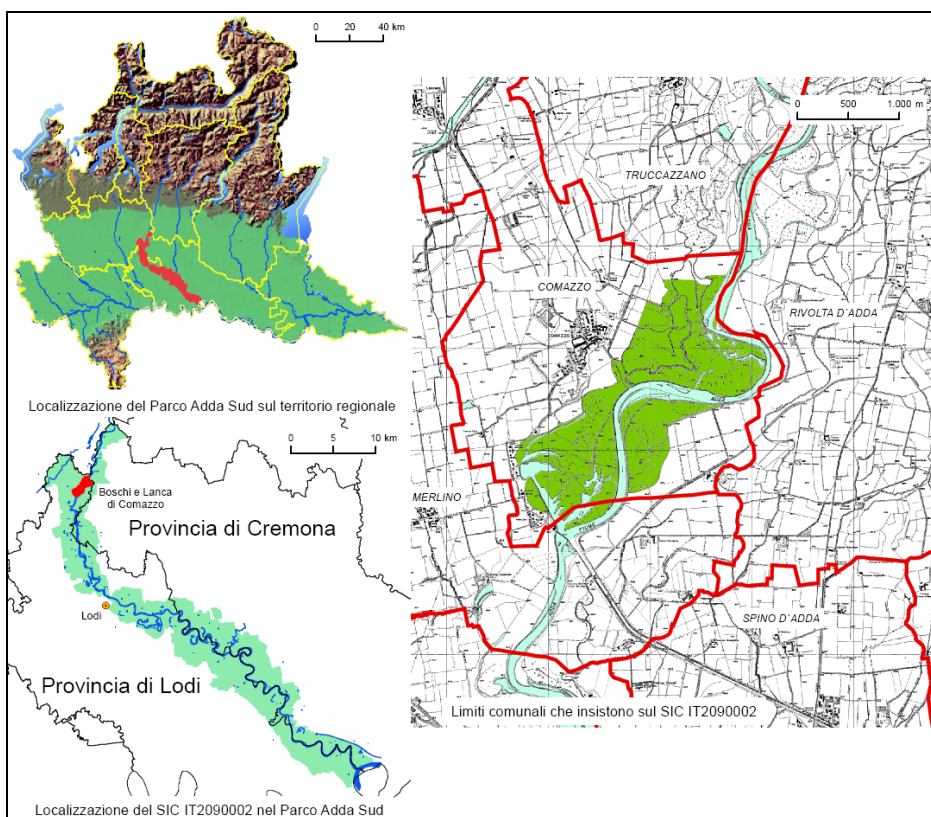 0 20 40 km
Localizzazione del Parco Adda Sud sul territorio regionale
0 5 10 km
Boschi e Lanca
di Comazzo
Provincia di Cremona
Lodi
Provincia di Lodi
Localizzazione del SIC IT2090002 nel Parco Adda Sud
0 500 1.000 m
TRUCCAZZANO
COMAZZO
RIVOLTA D'ADDA
MERLINO
SPINO D'ADDA
Limiti comunali che insistono sul SIC IT2090002